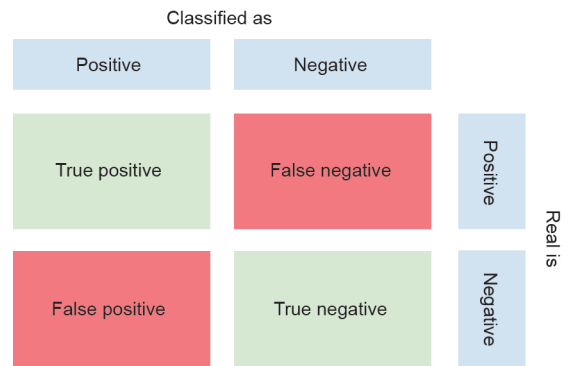 Classified as
Positive
Negative
True positive
False negative
Positive
False positive
True negative
Negative
Real is